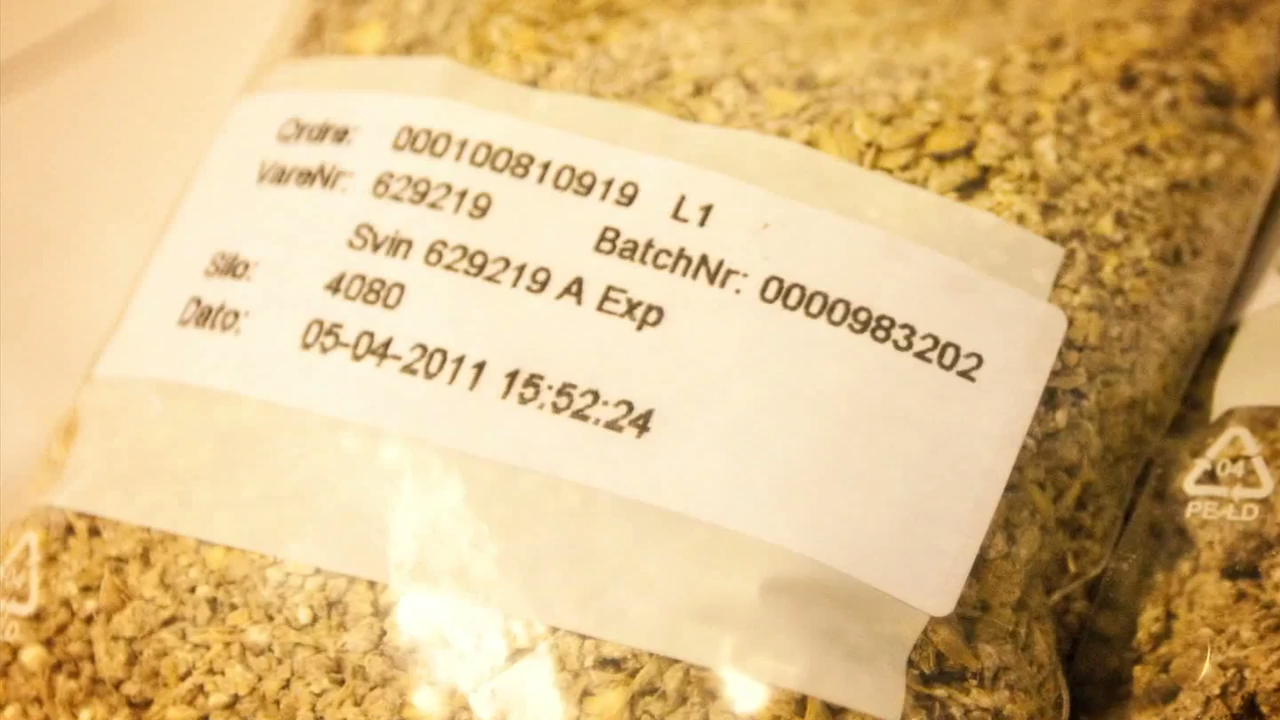 Ordre: 000100810919 L1
VareNr: 629219 BatchNr: 0000983202
Svin 629219 A Exp
Silo: 4080
Dato: 05-04-2011 15:52:24
04
PE-LD